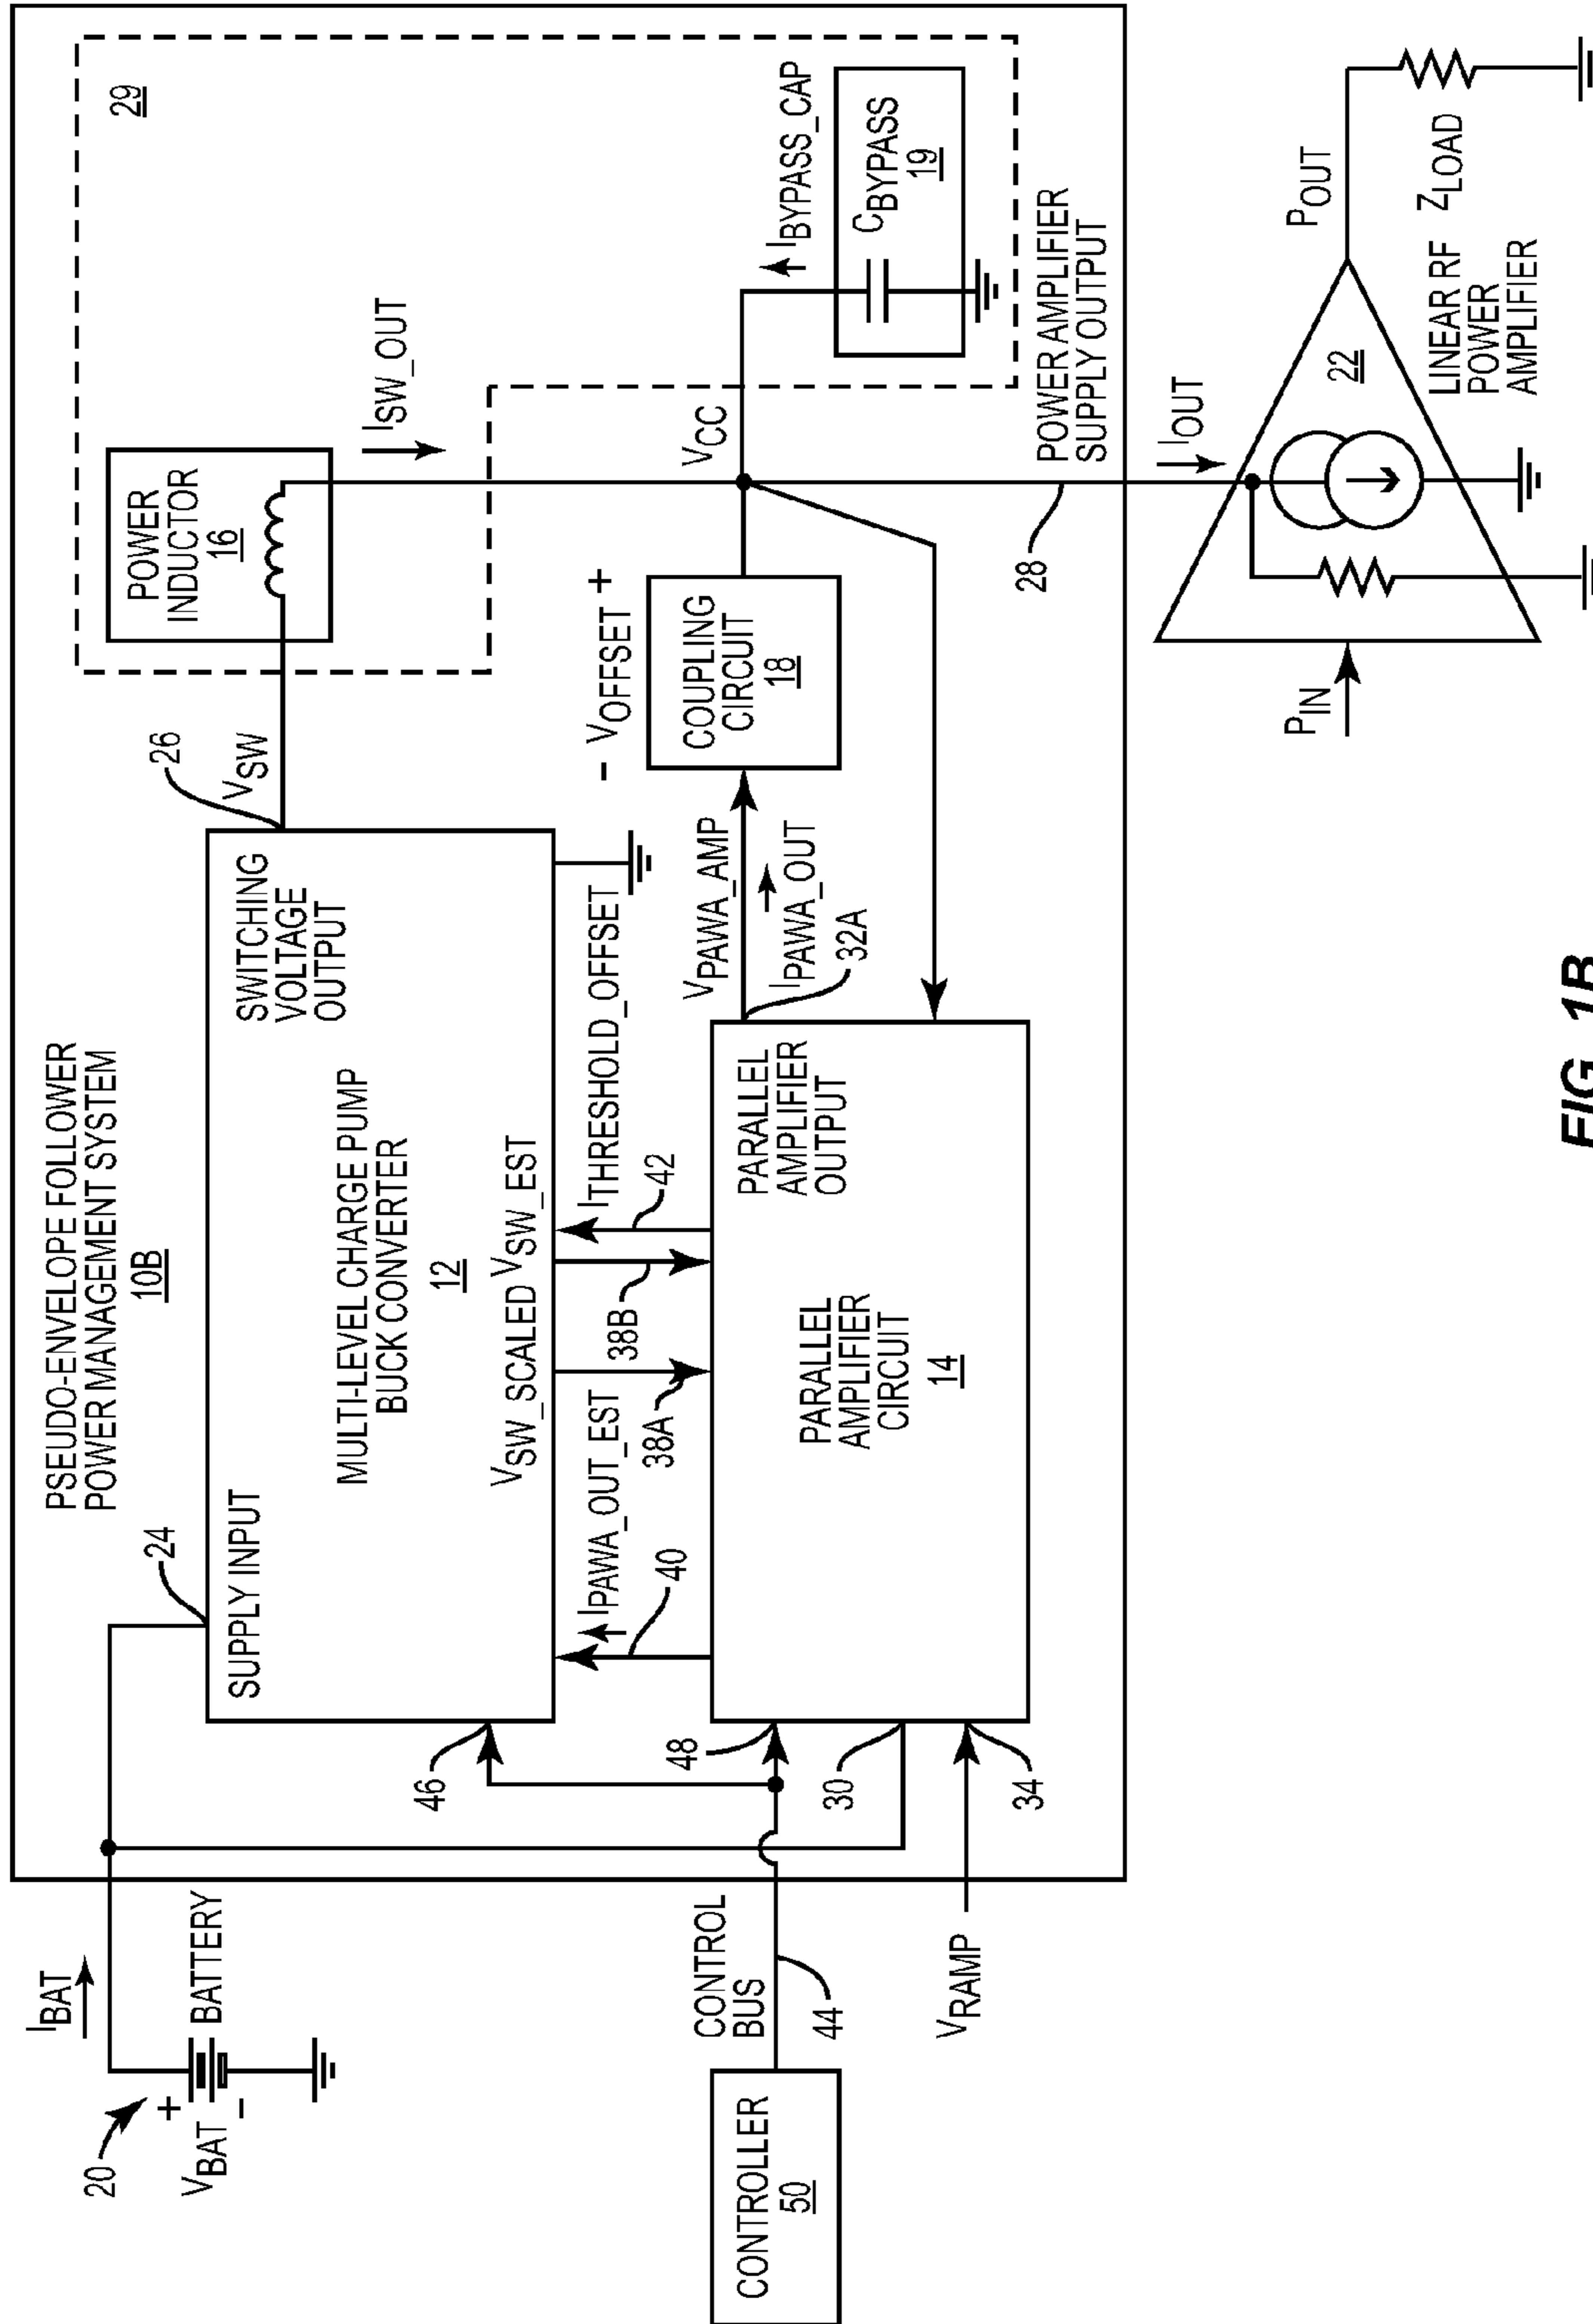 PSEUDO-ENVELOPE FOLLOWER
POWER MANAGEMENT SYSTEM
10B
29
IBAT
20
+
VBAT
-
BATTERY
24
SUPPLY INPUT
MULTI-LEVEL CHARGE PUMP
BUCK CONVERTER
12
SWITCHING
VOLTAGE
OUTPUT
VSW_SCALED
VSW_EST
26
VSW
POWER
INDUCTOR
16
ISW_OUT
46
40
IPAWA_OUT_EST
38A
38B
42
ITHRESHOLD_OFFSET
- VOFFSET +
COUPLING
CIRCUIT
18
VCC
IBYPASS_CAP
CBYPASS
19
CONTROLLER
50
CONTROL
BUS
44
VRAMP
48
30
34
PARALLEL
AMPLIFIER
CIRCUIT
14
PARALLEL
AMPLIFIER
OUTPUT
VPAWA_AMP
IPAWA_OUT
32A
28
POWER AMPLIFIER
SUPPLY OUTPUT
IOUT
PIN
22
LINEAR RF
POWER
AMPLIFIER
POUT
ZLOAD
FIG. 1B